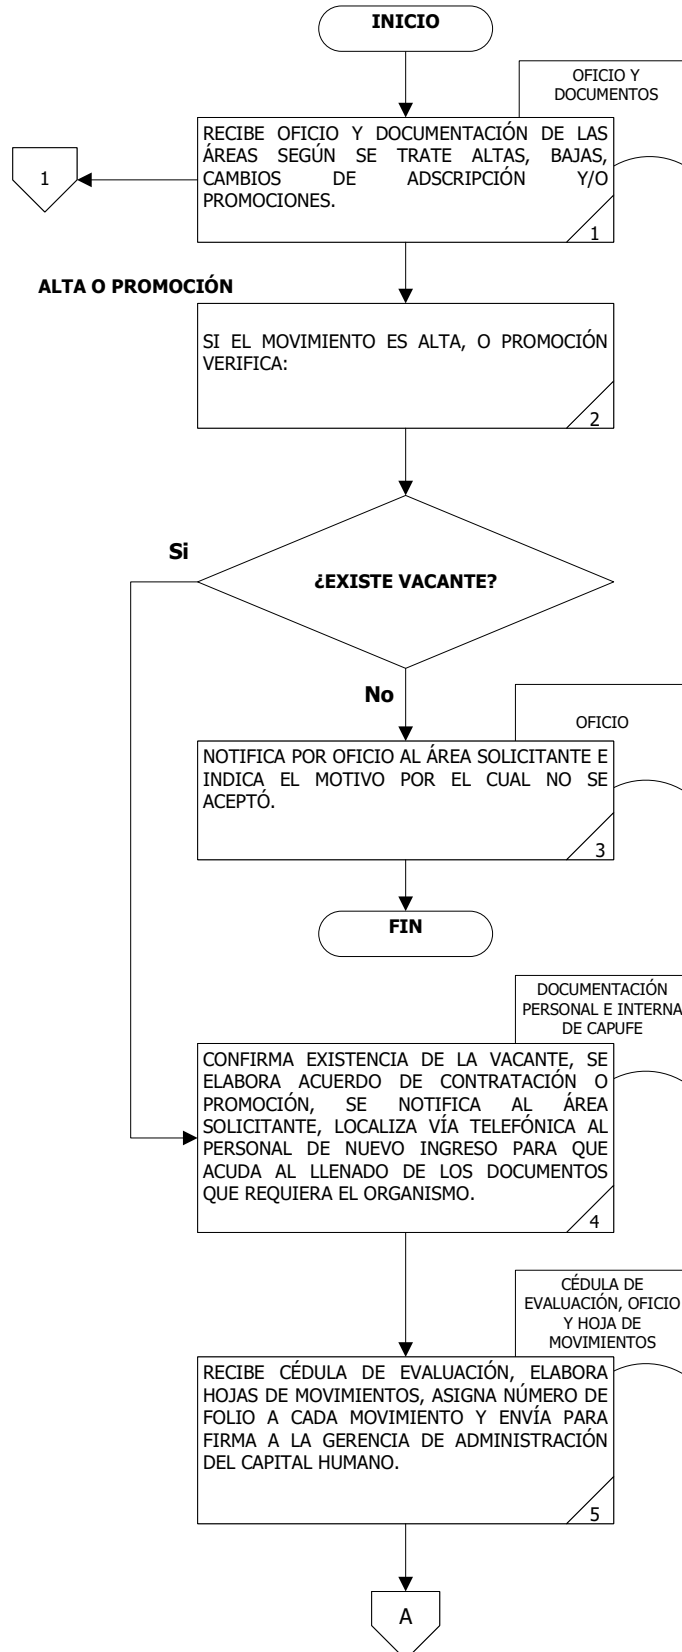 INICIO
OFICIO Y
DOCUMENTOS
RECIBE OFICIO Y DOCUMENTACIÓN DE LAS
ÁREAS SEGÚN SE TRATE ALTAS, BAJAS,
CAMBIOS DE ADSCRIPCIÓN Y/O
PROMOCIONES.
1
1
ALTA O PROMOCIÓN
SI EL MOVIMIENTO ES ALTA, O PROMOCIÓN
VERIFICA:
2
Si
¿EXISTE VACANTE?
No
OFICIO
NOTIFICA POR OFICIO AL ÁREA SOLICITANTE E
INDICA EL MOTIVO POR EL CUAL NO SE
ACEPTÓ.
3
FIN
DOCUMENTACIÓN
PERSONAL E INTERNA
DE CAPUFE
CONFIRMA EXISTENCIA DE LA VACANTE, SE
ELABORA ACUERDO DE CONTRATACIÓN O
PROMOCIÓN, SE NOTIFICA AL ÁREA
SOLICITANTE, LOCALIZA VÍA TELEFÓNICA AL
PERSONAL DE NUEVO INGRESO PARA QUE
ACUDA AL LLENADO DE LOS DOCUMENTOS
QUE REQUIERA EL ORGANISMO.
4
CÉDULA DE
EVALUACIÓN, OFICIO
Y HOJA DE
MOVIMIENTOS
RECIBE CÉDULA DE EVALUACIÓN, ELABORA
HOJAS DE MOVIMIENTOS, ASIGNA NÚMERO DE
FOLIO A CADA MOVIMIENTO Y ENVÍA PARA
FIRMA A LA GERENCIA DE ADMINISTRACIÓN
DEL CAPITAL HUMANO.
5
A